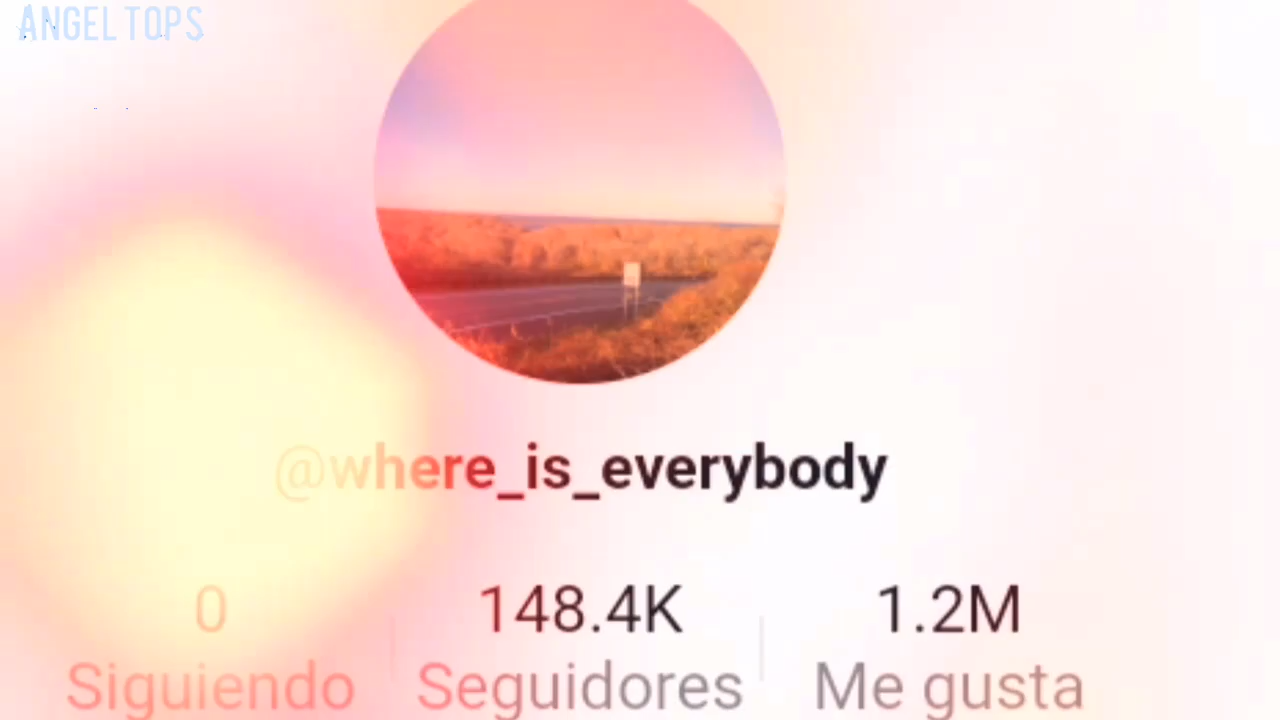 ANGEL TOPS
@where_is_everybody
0 148.4K 1.2M
Siguiendo Seguidores Me gusta